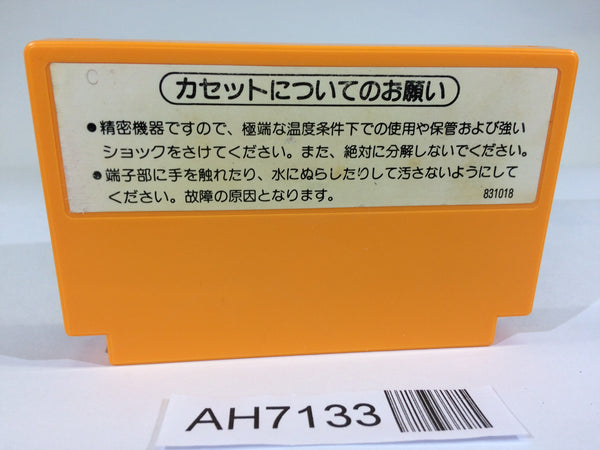 C
カセットについてのお願い
●精密機器ですので、極端な温度条件下での使用や保管および強い
ショックをさけてください。また、絶対に分解しないでください。
●端子部に手を触れたり、水にぬらしたりして汚さないようにして
ください。故障の原因となります。
831018
AH7133